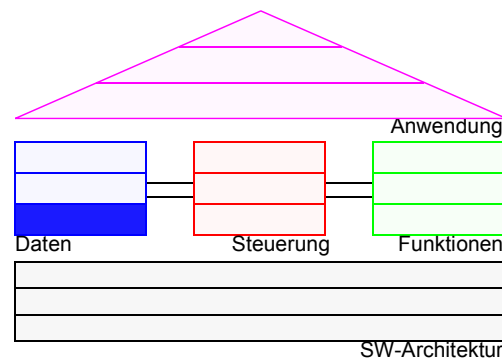 Anwendung
Daten
Steuerung
Funktionen
SW-Architektur